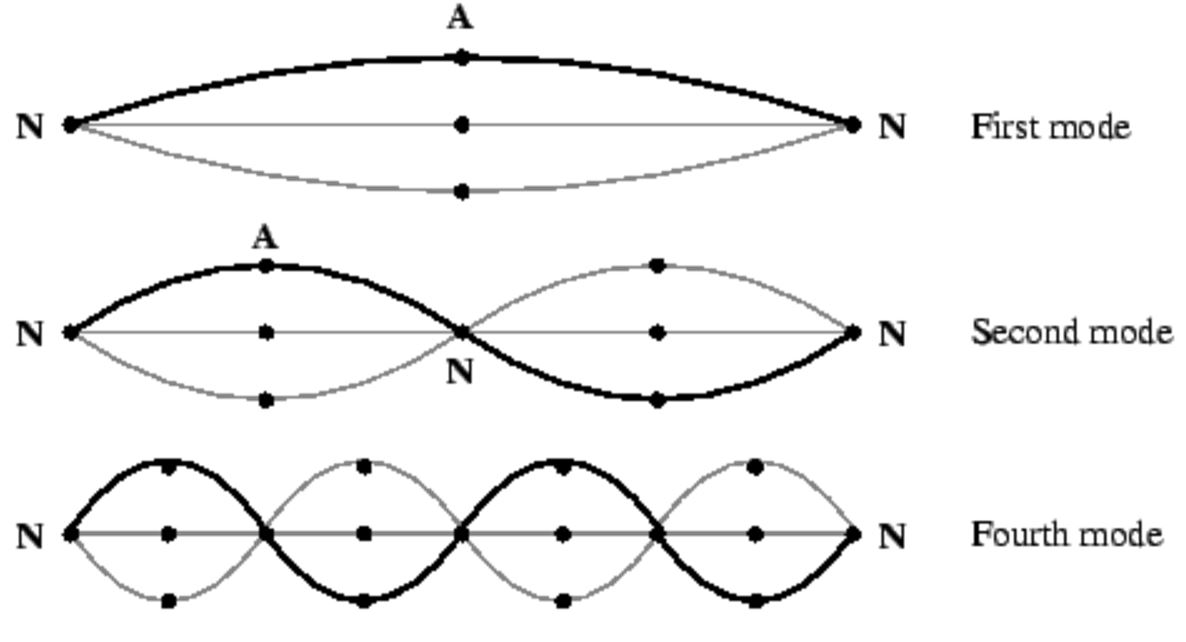 A
N N First mode
A
N N Second mode
N
N N Fourth mode